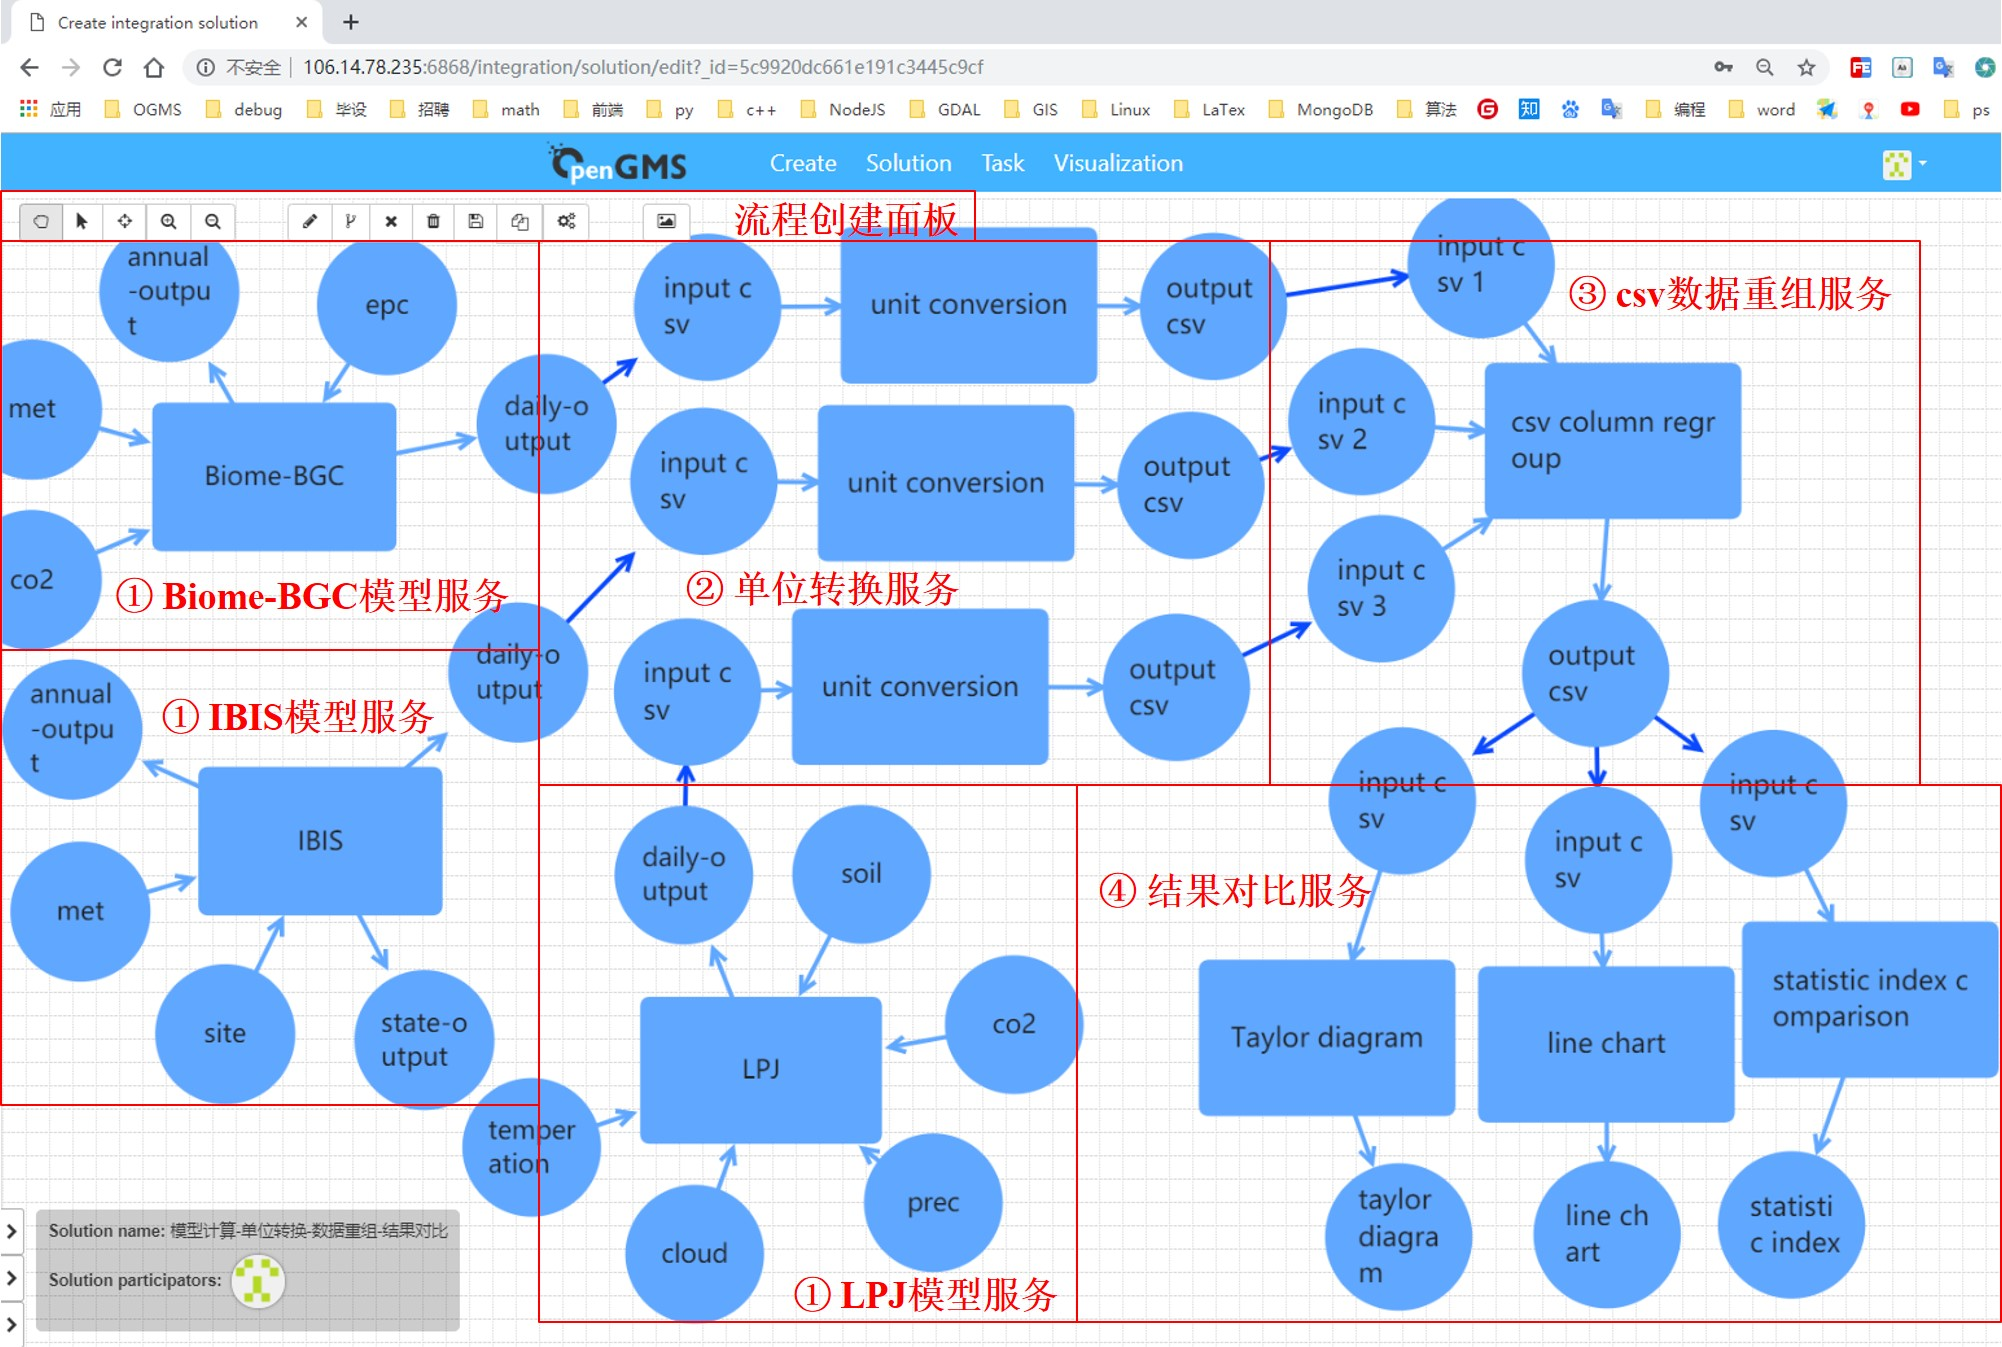 Create integration solution
不安全 106.14.78.235:6868/integration/solution/edit?_id=5c9920dc661e191c3445c9cf
应用 OGMS debug 毕设 招聘 math 前端 py c++ NodeJS GDAL GIS Linux LaTex MongoDB 算法 知 编程 word ps
OpenGMS Create Solution Task Visualization
流程创建面板
annual
-outpu
t
epc
met
Biome-BGC
co2
daily-o
utput
① Biome-BGC模型服务
input c
sv
unit conversion
output
csv
input c
sv
unit conversion
output
csv
② 单位转换服务
input c
sv
unit conversion
output
csv
input c
sv 1
③ csv数据重组服务
input c
sv 2
csv column regr
oup
input c
sv 3
output
csv
annual
-outpu
t
① IBIS模型服务
daily-o
utput
IBIS
met
site
state-o
utput
daily-o
utput
soil
co2
LPJ
temper
ation
cloud
prec
① LPJ模型服务
input c
sv
input c
sv
input c
sv
④ 结果对比服务
Taylor diagram
line chart
statistic index c
omparison
taylor
diagra
m
line ch
art
statisti
c index
Solution name: 模型计算-单位转换-数据重组-结果对比
Solution participators: